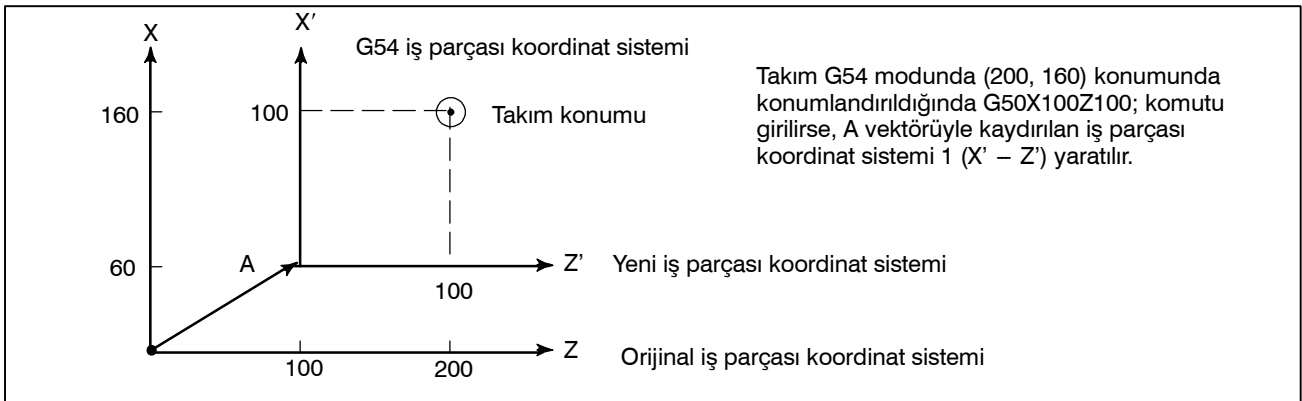 X
X′
G54 iş parçası koordinat sistemi
Takım G54 modunda (200, 160) konumunda
konumlandırıldığında G50X100Z100; komutu
girilirse, A vektörüyle kaydırılan iş parçası
koordinat sistemi 1 (X' – Z') yaratılır.
160
100
Takım konumu
60
A
Z'
Yeni iş parçası koordinat sistemi
100
Z
Orijinal iş parçası koordinat sistemi
100
200